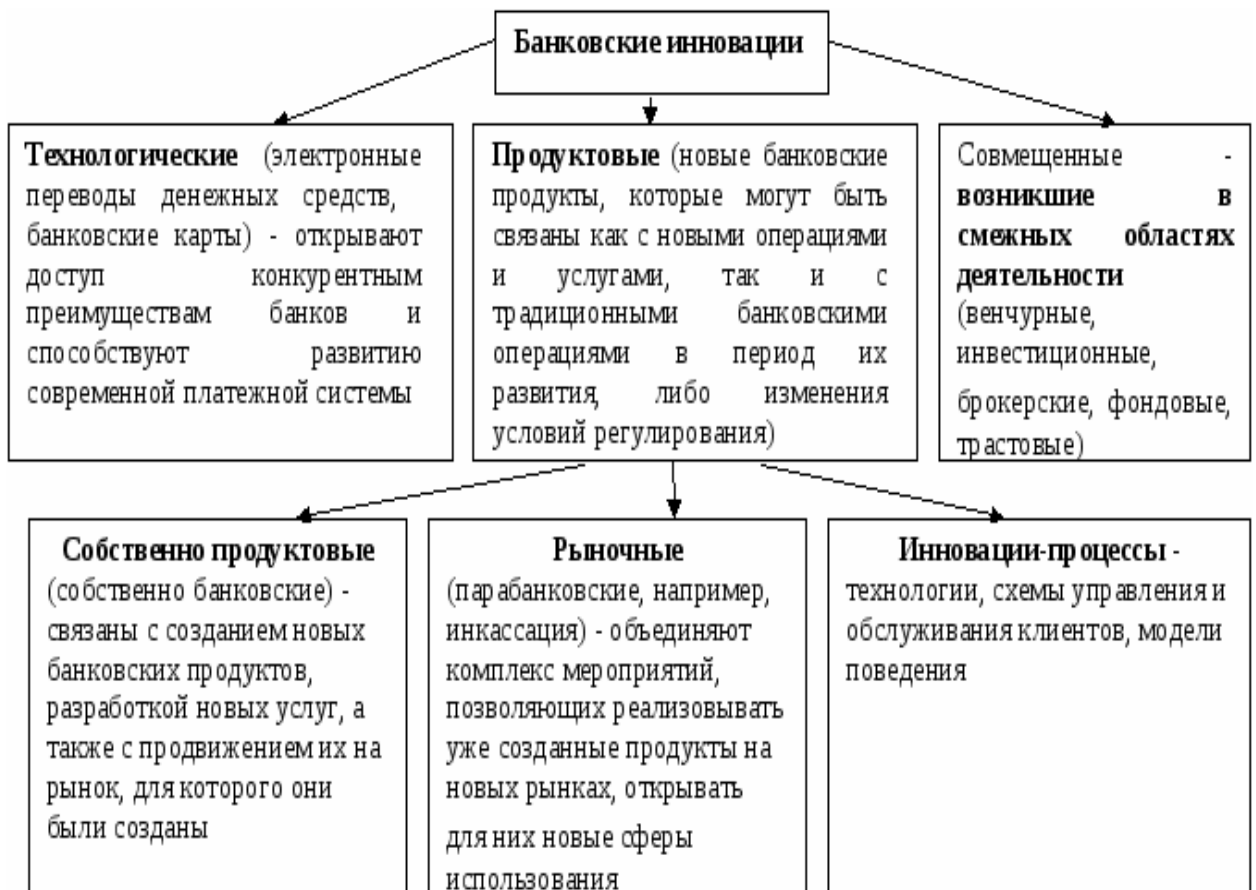 Банковские инновации
Технологические (электронные
переводы денежных средств,
банковские карты) - открывают
доступ конкурентным
преимуществам банков и
способствуют развитию
современной платежной системы
Продуктовые (новые банковские
продукты, которые могут быть
связаны как с новыми операциями
и услугами, так и с
традиционными банковскими
операциями в период их
развития, либо изменения
условий регулирования)
Совмещенные -
возникшие в
смежных областях
деятельности
(венчурные,
инвестиционные,
брокерские, фондовые,
трастовые)
Собственно продуктовые
(собственно банковские) -
связаны с созданием новых
банковских продуктов,
разработкой новых услуг, а
также с продвижением их на
рынок, для которого они
были созданы
Рыночные
(парабанковские, например,
инкассация) - объединяют
комплекс мероприятий,
позволяющих реализовывать
уже созданные продукты на
новых рынках, открывать
для них новые сферы
использования
Инновации-процессы -
технологии, схемы управления и
обслуживания клиентов, модели
поведения